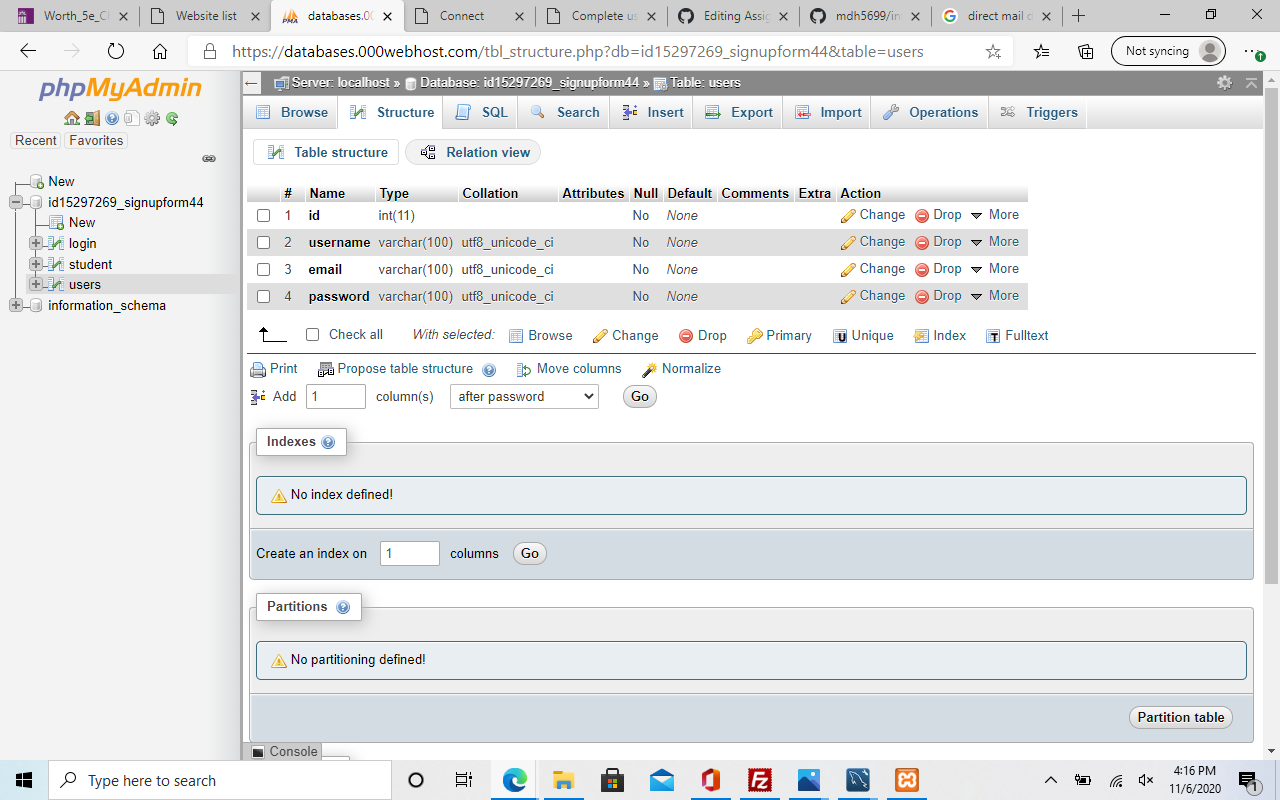 Worth_5e_C
Website list
databases.00
Connect
Complete us
Editing Assig
mdh5699/in
direct mail d
https://databases.000webhost.com/tbl_structure.php?db=id15297269_signupform44&table=users
Not syncing
phpMyAdmin
Recent Favorites
New
id15297269_signupform44
New
login
student
users
information_schema
Server: localhost » Database: id15297269_signupform44 » Table: users
Browse Structure SQL Search Insert Export Import Operations Triggers
Table structure Relation view
# Name Type Collation Attributes Null Default Comments Extra Action
1 id int(11) No None Change Drop More
2 username varchar(100) utf8_unicode_ci No None Change Drop More
3 email varchar(100) utf8_unicode_ci No None Change Drop More
4 password varchar(100) utf8_unicode_ci No None Change Drop More
Check all With selected: Browse Change Drop Primary Unique Index Fulltext
Print Propose table structure Move columns Normalize
Add 1 column(s) after password Go
Indexes
No index defined!
Create an index on 1 columns Go
Partitions
No partitioning defined!
Partition table
Console
Type here to search
4:16 PM
11/6/2020
1